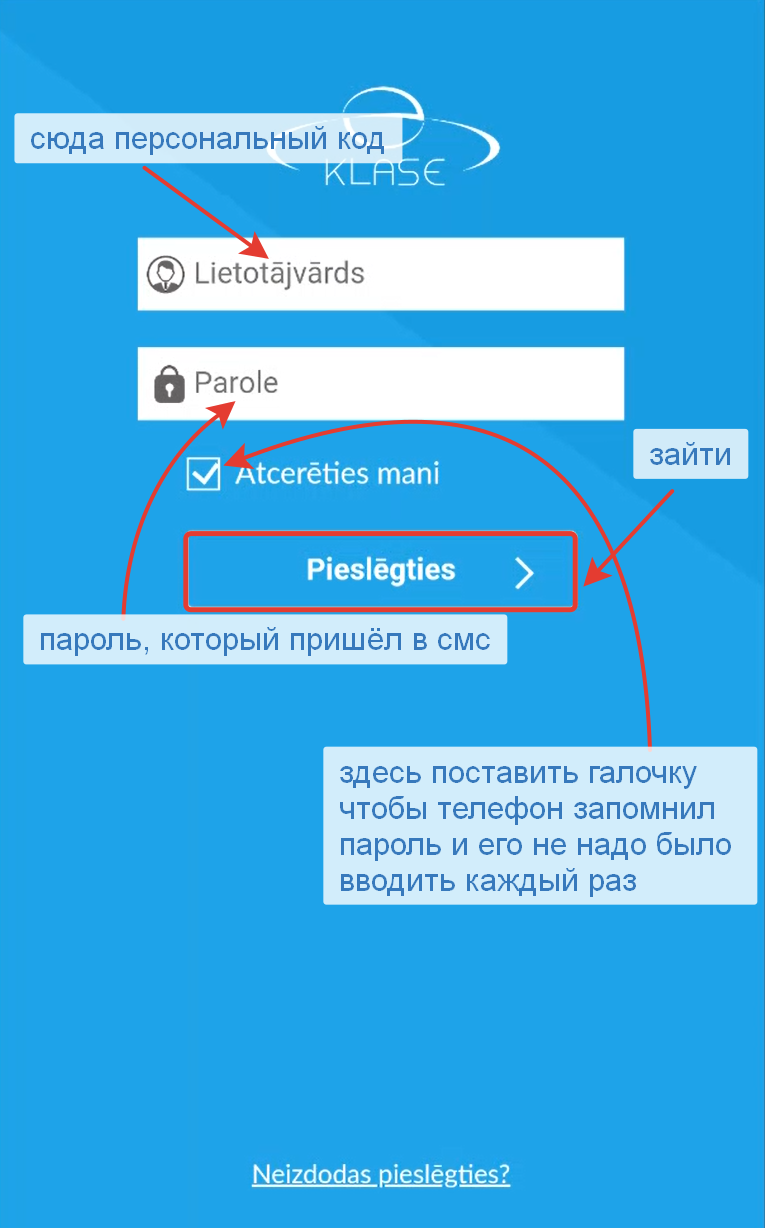 сюда персональный код
e
KLASE
Lietotājvārds
Parole
зайти
Atcerēties mani
Pieslēgties
пароль, который пришёл в смс
здесь поставить галочку
чтобы телефон запомнил
пароль и его не надо было
вводить каждый раз
Neizdodas pieslēgties?